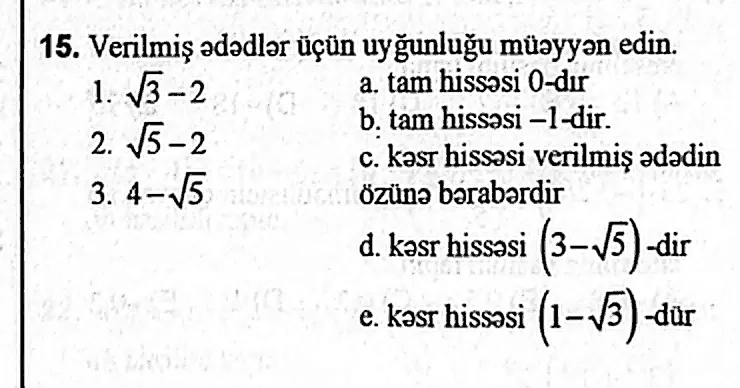 15. Verilmiş ədədlər üçün uyğunluğu müəyyən edin.
1. √3 – 2
2. √5 – 2
3. 4 – √5
a. tam hissəsi 0-dır
b. tam hissəsi –1-dir.
c. kəsr hissəsi verilmiş ədədin
özünə bərabərdir
d. kəsr hissəsi (3–√5) -dir
e. kəsr hissəsi (1–√3) -dür